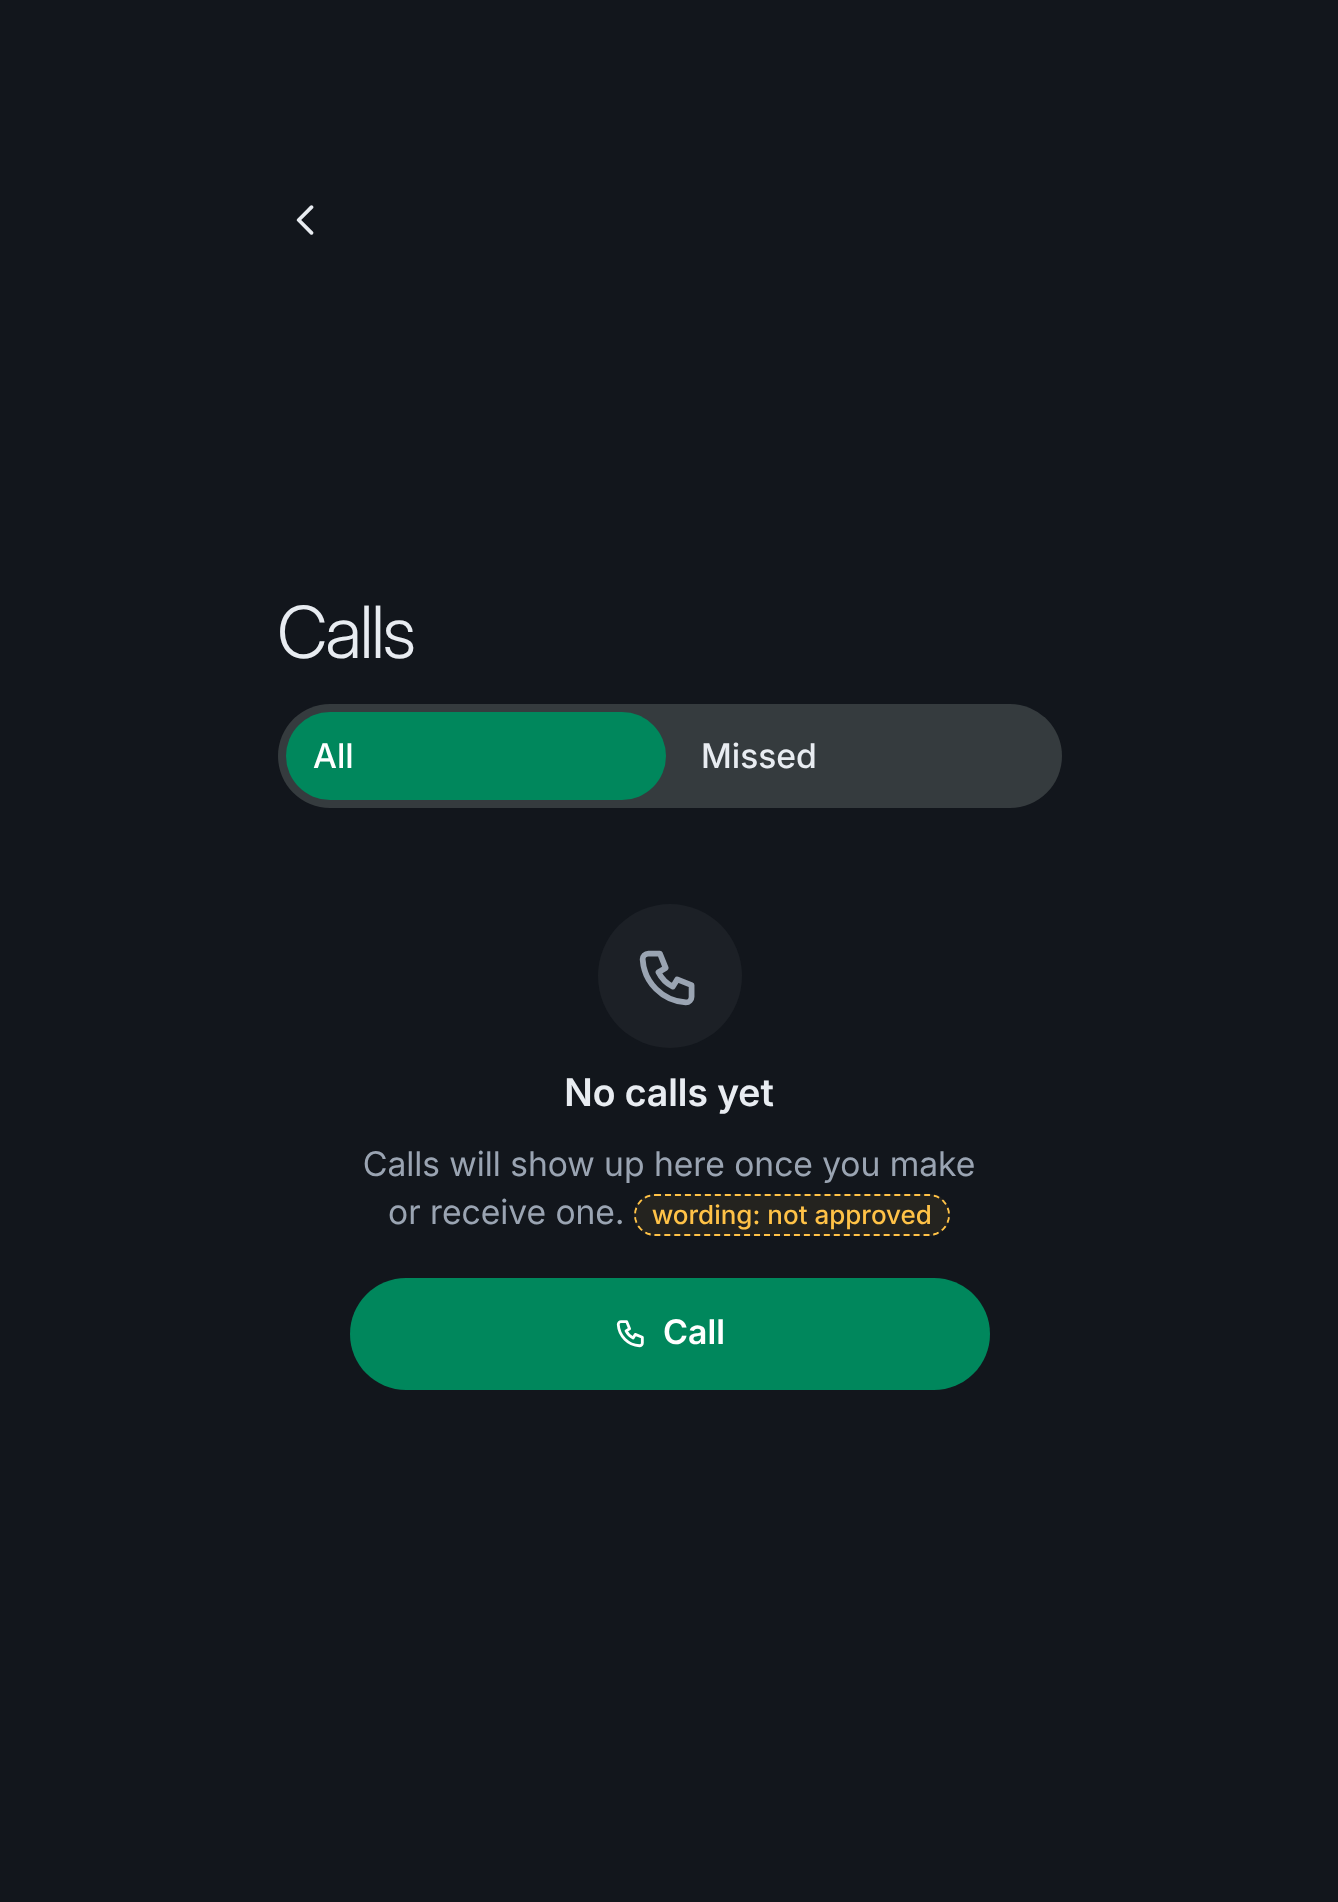 Calls
All
Missed
No calls yet
Calls will show up here once you make
or receive one. wording: not approved
Call